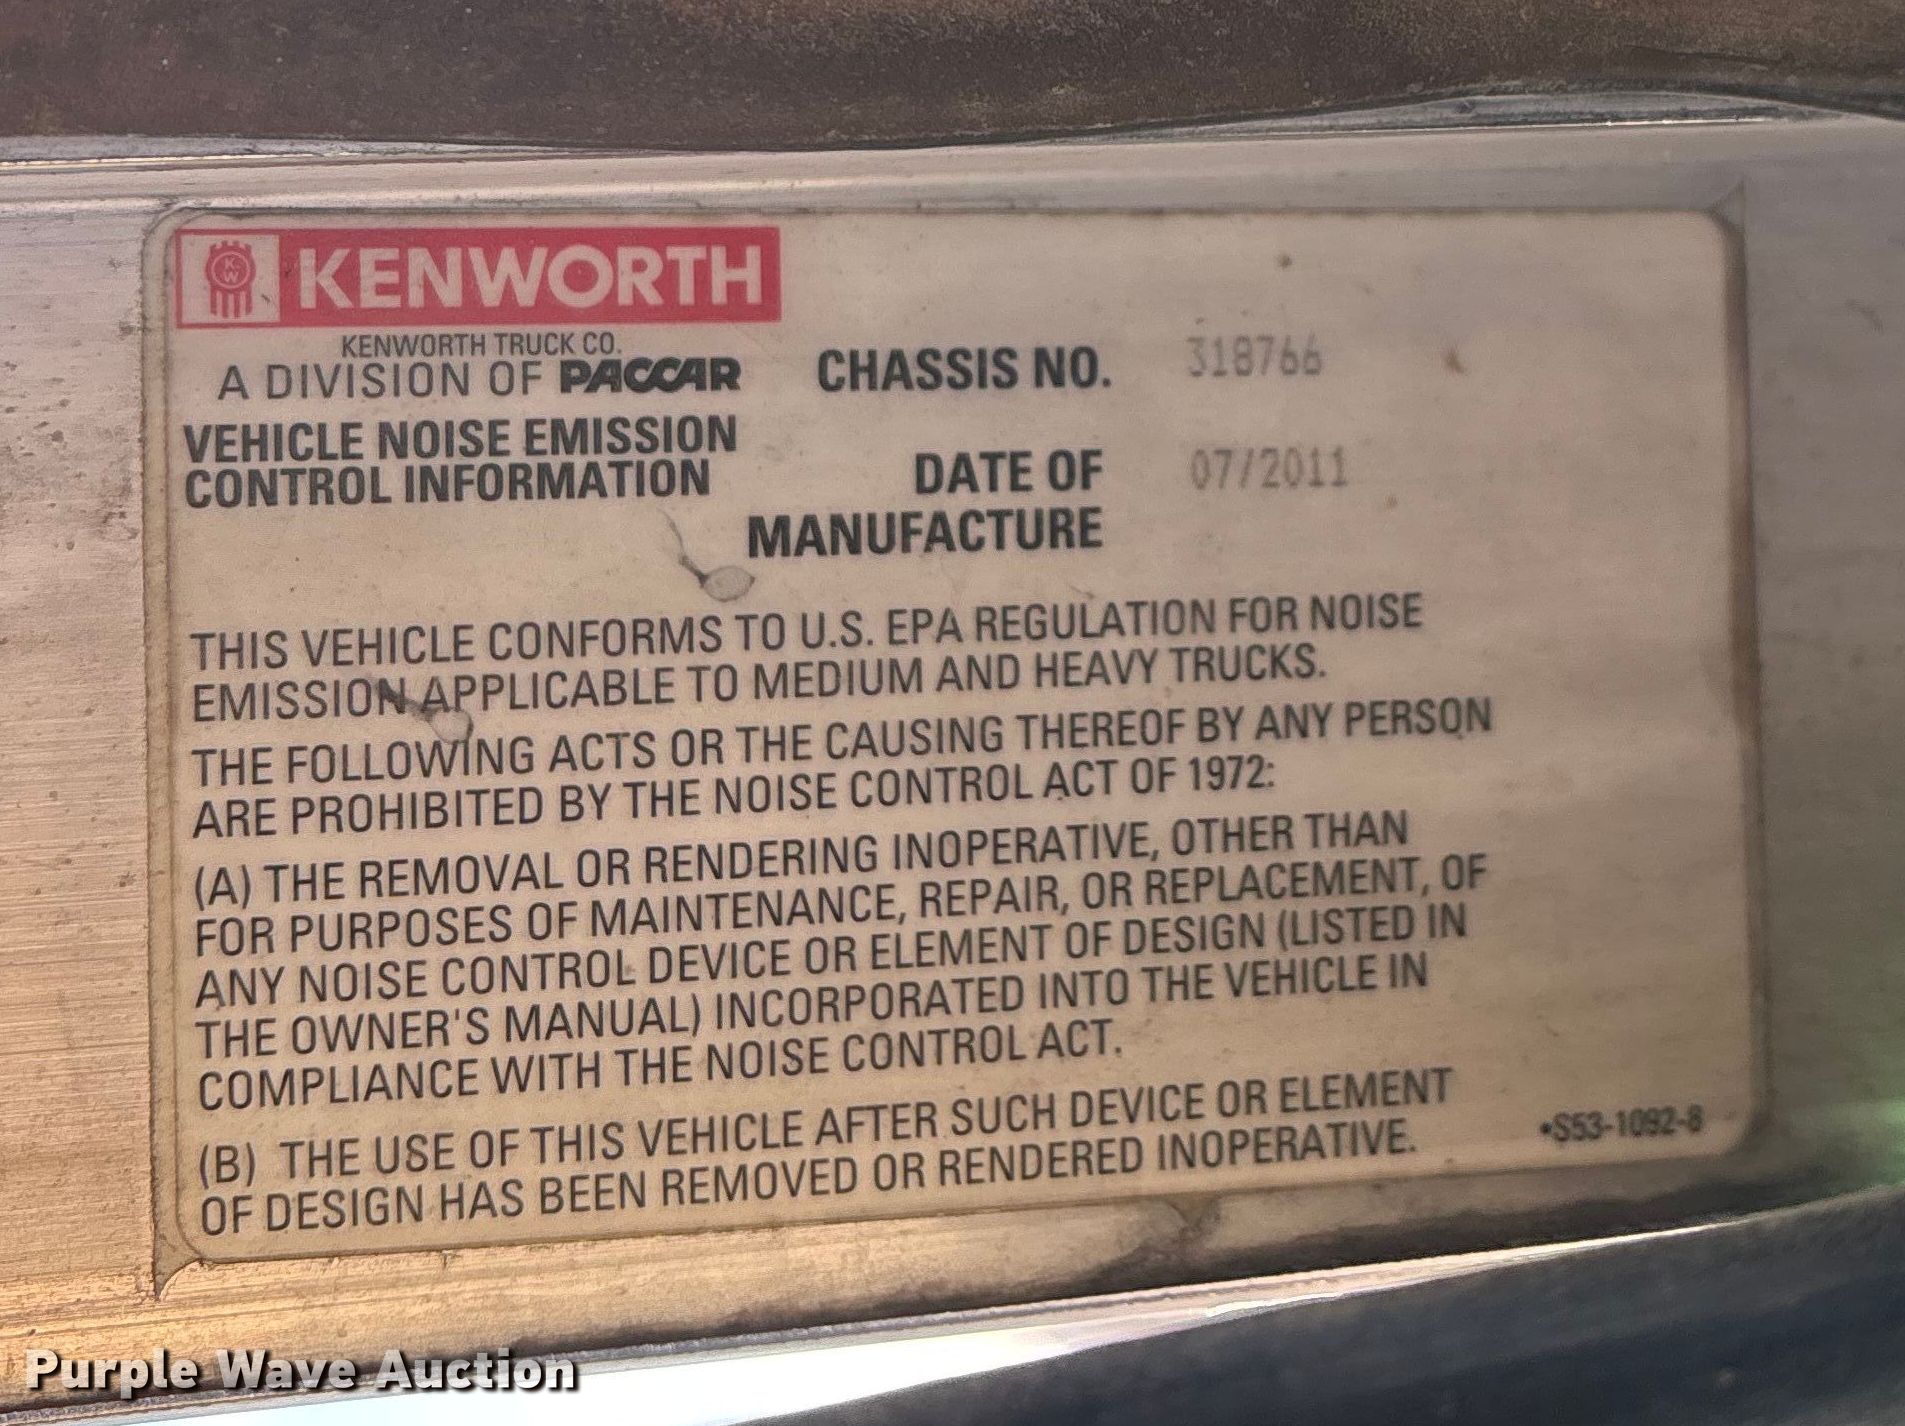 KW
KENWORTH
KENWORTH TRUCK CO.
A DIVISION OF PACCAR
CHASSIS NO. 318766
VEHICLE NOISE EMISSION
CONTROL INFORMATION
DATE OF 07/2011
MANUFACTURE
THIS VEHICLE CONFORMS TO U.S. EPA REGULATION FOR NOISE
EMISSION APPLICABLE TO MEDIUM AND HEAVY TRUCKS.
THE FOLLOWING ACTS OR THE CAUSING THEREOF BY ANY PERSON
ARE PROHIBITED BY THE NOISE CONTROL ACT OF 1972:
(A) THE REMOVAL OR RENDERING INOPERATIVE, OTHER THAN
FOR PURPOSES OF MAINTENANCE, REPAIR, OR REPLACEMENT, OF
ANY NOISE CONTROL DEVICE OR ELEMENT OF DESIGN (LISTED IN
THE OWNER'S MANUAL) INCORPORATED INTO THE VEHICLE IN
COMPLIANCE WITH THE NOISE CONTROL ACT.
(B) THE USE OF THIS VEHICLE AFTER SUCH DEVICE OR ELEMENT
OF DESIGN HAS BEEN REMOVED OR RENDERED INOPERATIVE.
•S53-1092-8
Purple Wave Auction